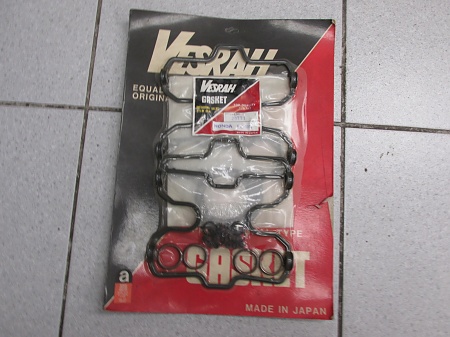 VESRAH
EQUAL
ORIGIN
VESRAH
GASKET
TYPE
a
GASKET
MADE IN JAPAN